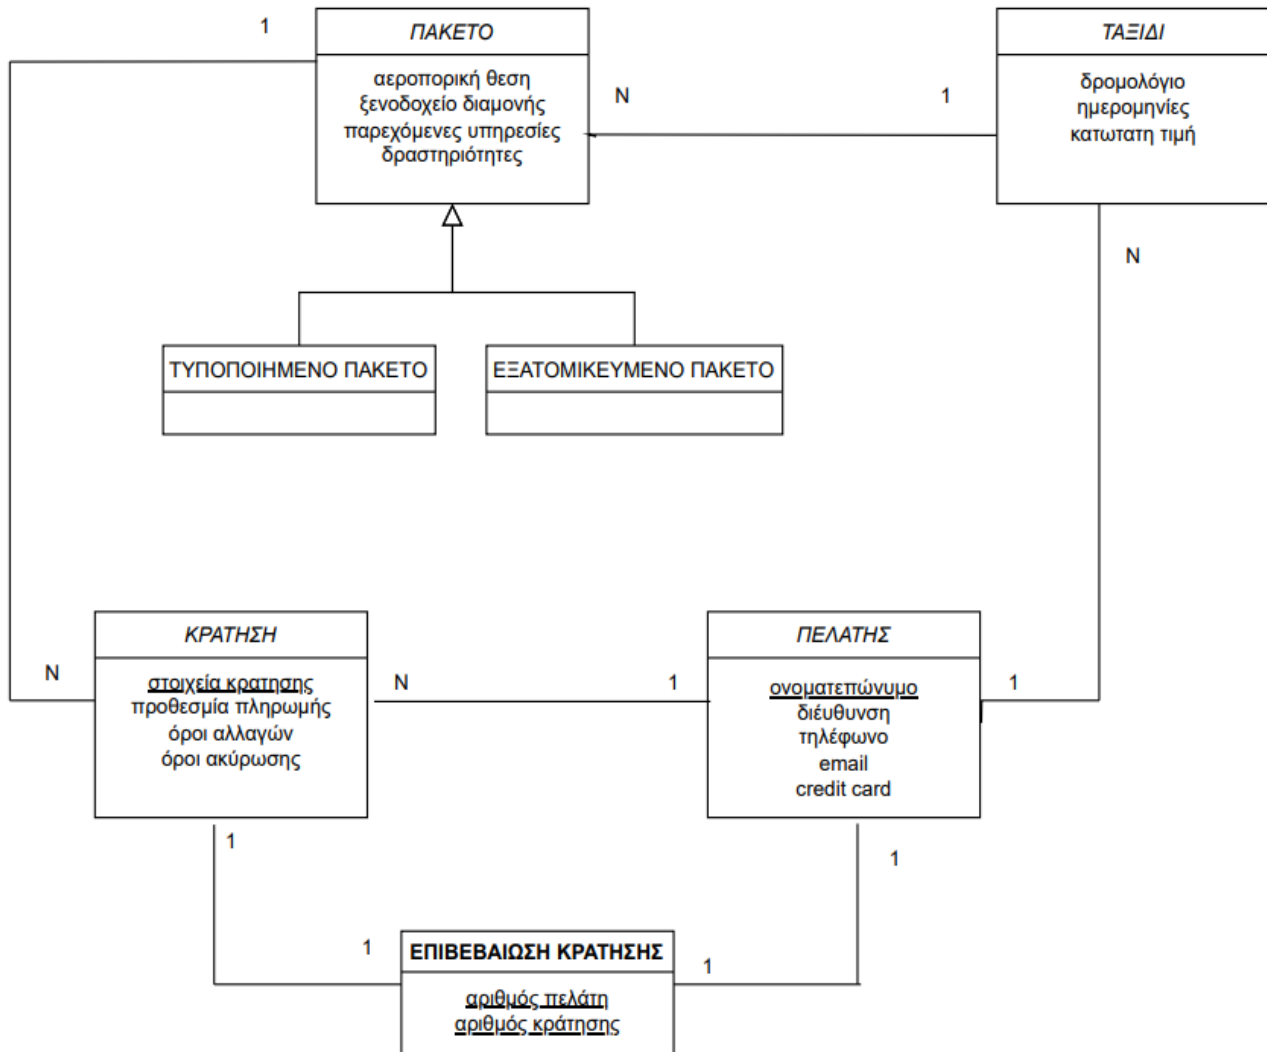 1
ΠΑΚΕΤΟ
ΤΑΞΙΔΙ
αεροπορική θεση
ξενοδοχείο διαμονής
παρεχόμενες υπηρεσίες
δραστηριότητες
N
1
δρομολόγιο
ημερομηνίες
κατωτατη τιμή
N
ΤΥΠΟΠΟΙΗΜΕΝΟ ΠΑΚΕΤΟ
ΕΞΑΤΟΜΙΚΕΥΜΕΝΟ ΠΑΚΕΤΟ
ΚΡΑΤΗΣΗ
ΠΕΛΑΤΗΣ
N
στοιχεία κρατησης
προθεσμία πληρωμής
όροι αλλαγών
όροι ακύρωσης
N
1
ονοματεπώνυμο
διέυθυνση
τηλέφωνο
email
credit card
1
1
1
1
ΕΠΙΒΕΒΑΙΩΣΗ ΚΡΑΤΗΣΗΣ
1
αριθμός πελάτη
αριθμός κράτησης